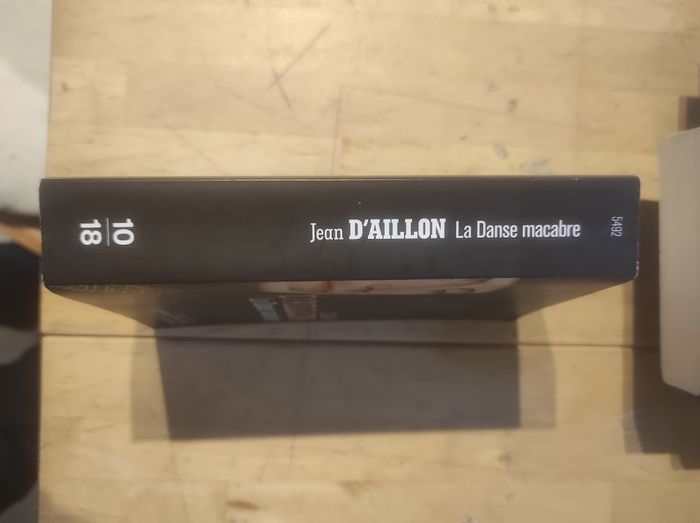 10
18
Jean D'AILLON La Danse macabre
5492